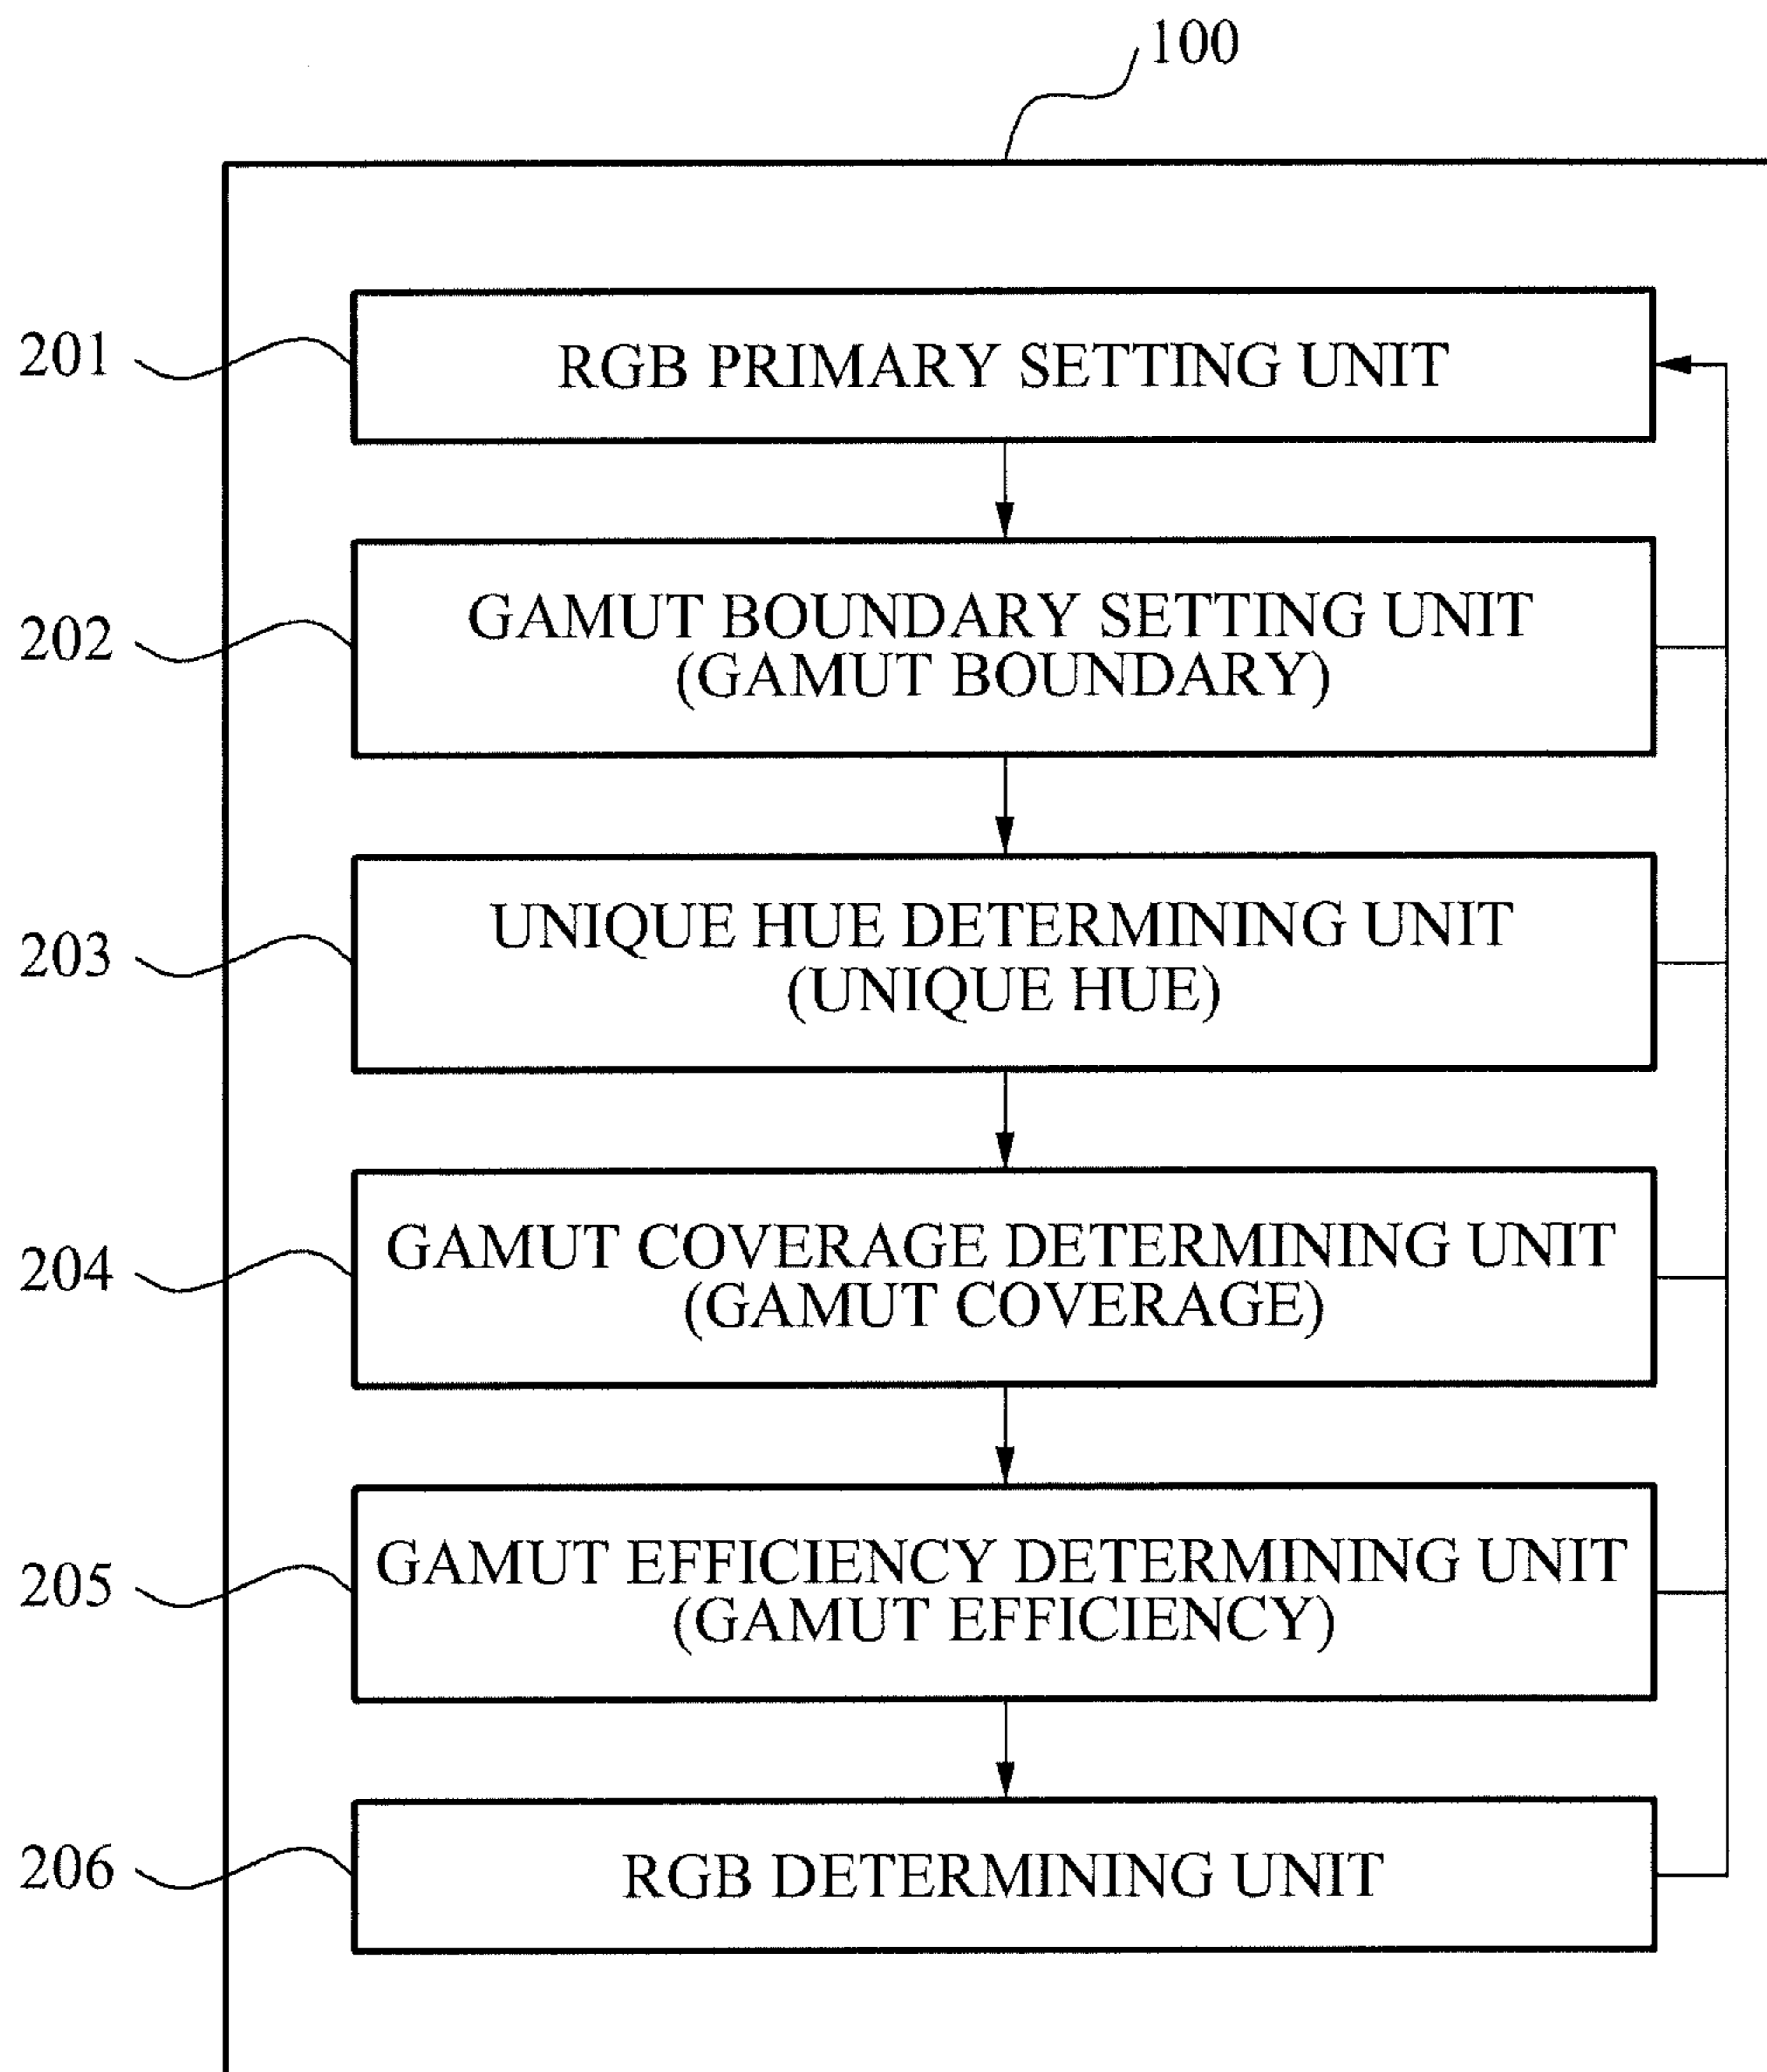 100
201
RGB PRIMARY SETTING UNIT
202
GAMUT BOUNDARY SETTING UNIT
(GAMUT BOUNDARY)
203
UNIQUE HUE DETERMINING UNIT
(UNIQUE HUE)
204
GAMUT COVERAGE DETERMINING UNIT
(GAMUT COVERAGE)
205
GAMUT EFFICIENCY DETERMINING UNIT
(GAMUT EFFICIENCY)
206
RGB DETERMINING UNIT